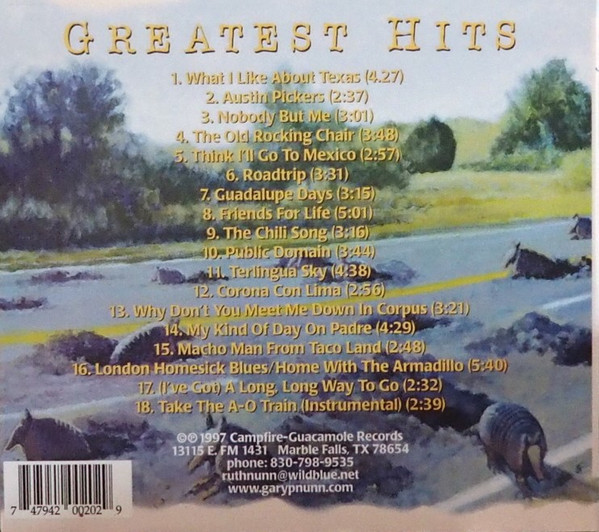 GREATEST HITS
1. What I Like About Texas (4.27)
2. Austin Pickers (2:37)
3. Nobody But Me (3:01)
4. The Old Rocking Chair (3:48)
5. Think I'll Go To Mexico (2:57)
6. Roadtrip (3:31)
7. Guadalupe Days (3:15)
8. Friends For Life (5:01)
9. The Chili Song (3:16)
10. Public Domain (3:44)
11. Terlingua Sky (4:38)
12. Corona Con Lima (2:56)
13. Why Don't You Meet Me Down In Corpus (3:21)
14. My Kind Of Day On Padre (4:29)
15. Macho Man From Taco Land (2:48)
16. London Homesick Blues/Home With The Armadillo (5:40)
17. (I've Got) A Long, Long Way To Go (2:32)
18. Take The A-O Train (Instrumental) (2:39)
©℗ 1997 Campfire-Guacamole Records
13115 E. FM 1431 Marble Falls, TX 78654
phone: 830-798-9535
ruthnunn@wildblue.net
www.garypnunn.com
7 47942 00202 9